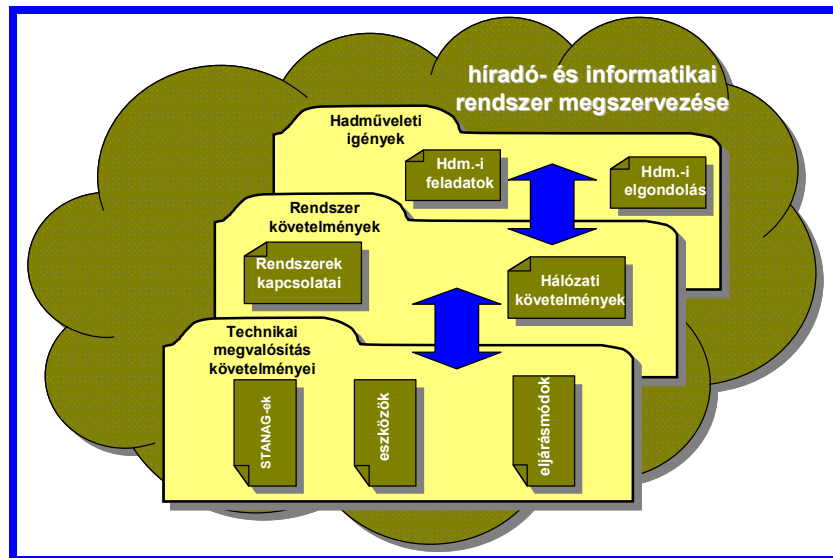 híradó- és informatikai
rendszer megszervezése
Hadműveleti
igények
Hdm.-i
feladatok
Hdm.-i
elgondolás
Rendszer
követelmények
Rendszerek
kapcsolatai
Hálózati
követelmények
Technikai
megvalósítás
követelményei
STANAG-ek
eszközök
eljárásmódok